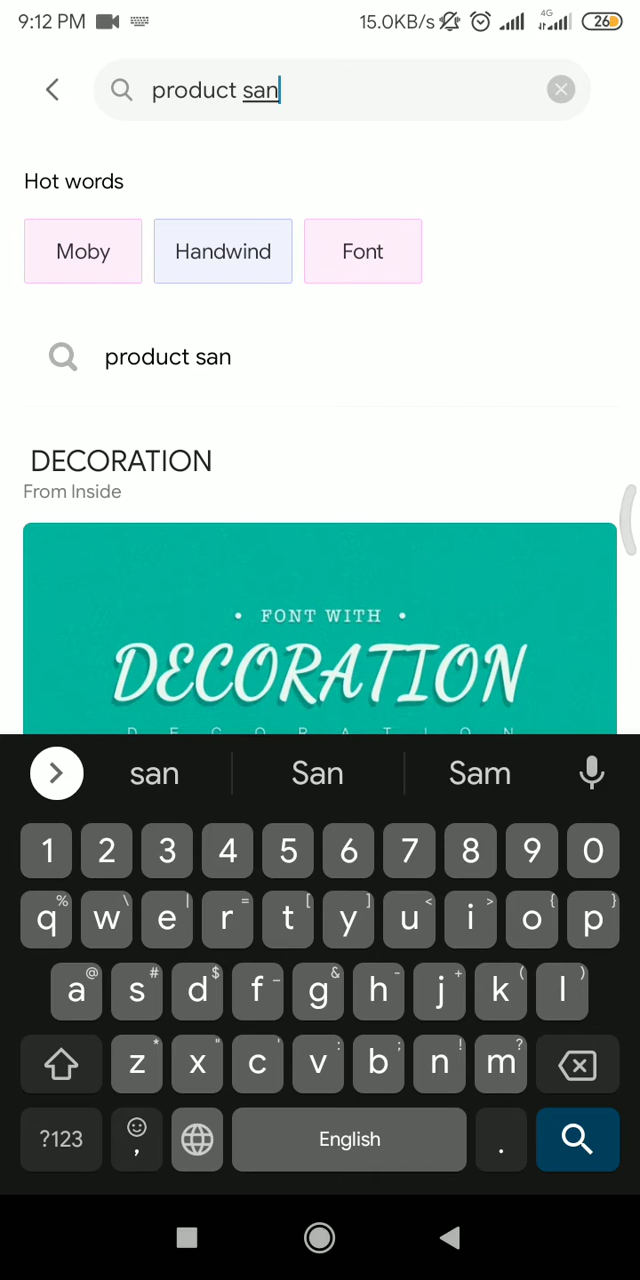 9:12 PM 15.0KB/s 4G 26
product san
Hot words
Moby Handwind Font
product san
DECORATION
From Inside
• FONT WITH •
DECORATION
D E C O R A T I O N
san San Sam
1 2 3 4 5 6 7 8 9 0
% \ | = [ ] < > { }
q w e r t y u i o p
@ # $ _ & - + ( )
a s d f g h j k l
* " ' : ; ! ?
z x c v b n m
?123 , English .